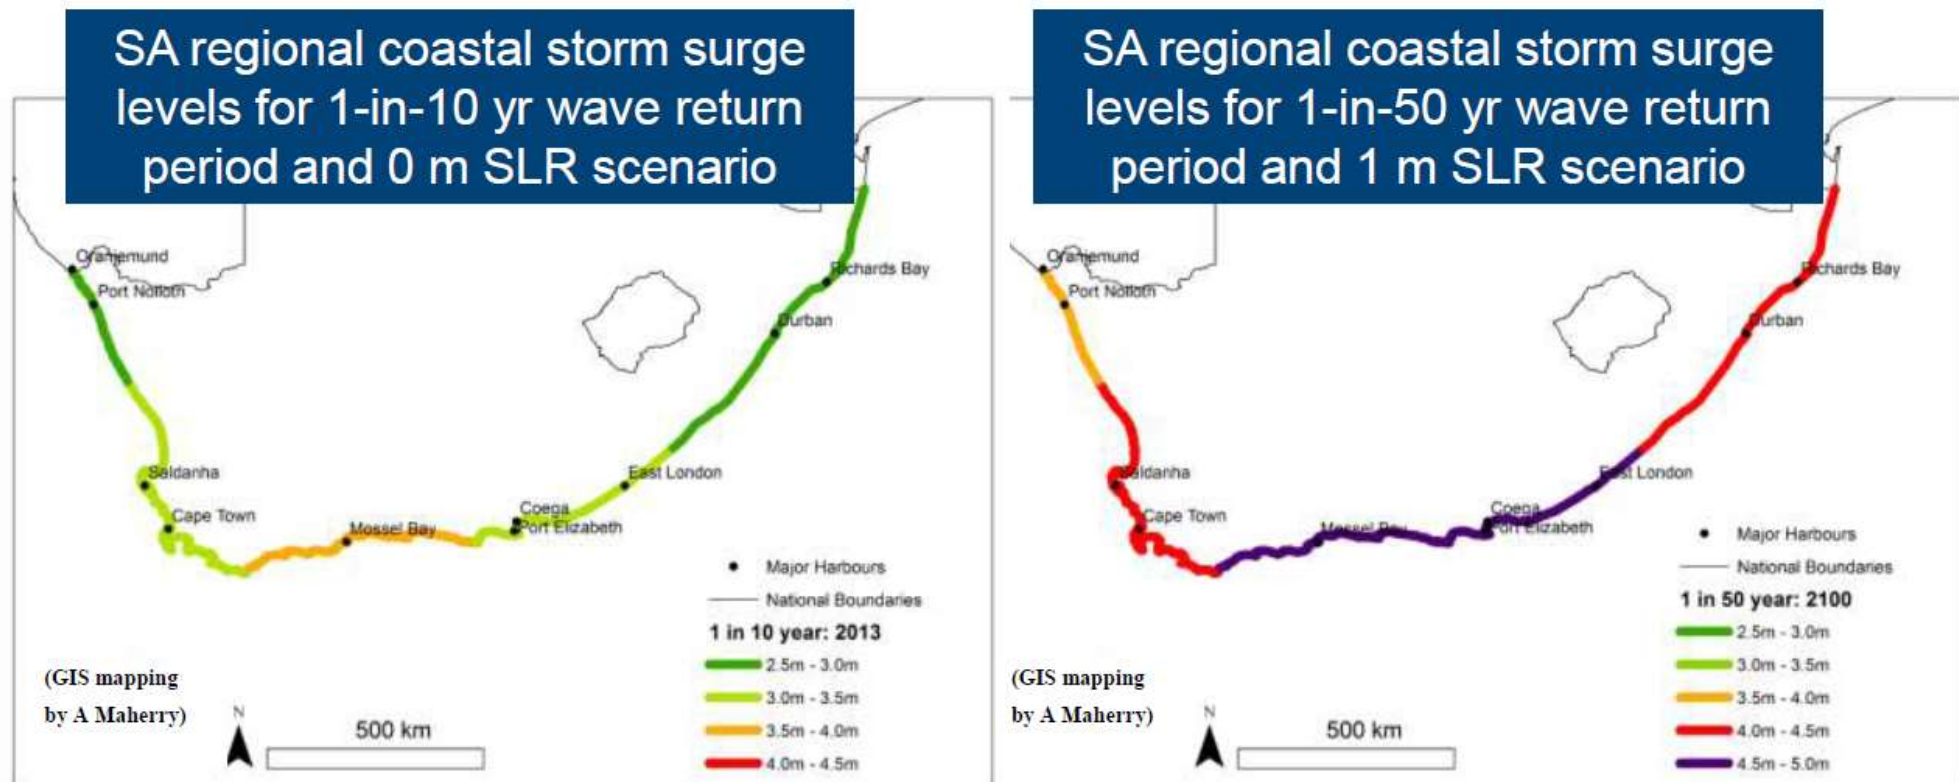 SA regional coastal storm surge
levels for 1-in-10 yr wave return
period and 0 m SLR scenario
Oranjemund
Port Nolloth
Richards Bay
Durban
Saldanha
East London
Cape Town
Coega
Mossel Bay
Port Elizabeth
Major Harbours
National Boundaries
1 in 10 year: 2013
2.5m - 3.0m
3.0m - 3.5m
3.5m - 4.0m
4.0m - 4.5m
(GIS mapping
by A Maherry)
N
500 km
SA regional coastal storm surge
levels for 1-in-50 yr wave return
period and 1 m SLR scenario
Oranjemund
Port Nolloth
Richards Bay
Durban
Saldanha
East London
Cape Town
Coega
Mossel Bay
Port Elizabeth
Major Harbours
National Boundaries
1 in 50 year: 2100
2.5m - 3.0m
3.0m - 3.5m
3.5m - 4.0m
4.0m - 4.5m
4.5m - 5.0m
(GIS mapping
by A Maherry)
N
500 km